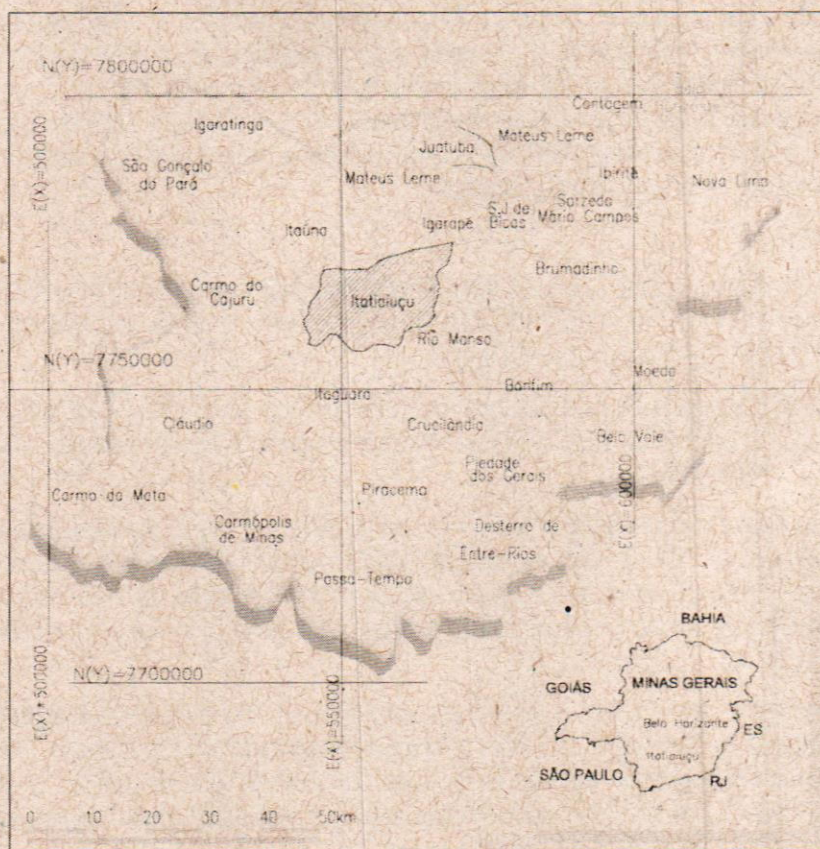 N(Y)=7800000
Contagem
E(X)=500000
Igaratinga
Juatuba
Mateus Leme
São Gonçalo
do Pará
Mateus Leme
Ibirité
Nova Lima
Itaúna
Igarapé
S.J de
Bicas
Sarzedo
Mário Campos
Carmo do
Cajuru
Itatiaiuçu
Brumadinho
Rio Manso
N(Y)=7750000
Itaguara
Bonfim
Moeda
Cláudio
Crucilândia
Belo Vale
Piedade
dos Gerais
Carmo da Mata
Piracema
E(X)=600000
Carmópolis
de Minas
Desterro de
Entre-Rios
Passa-Tempo
N(Y)=7700000
E(X)=500000
E(X)=550000
BAHIA
GOIÁS
MINAS GERAIS
Belo Horizonte
ES
Itatiaiuçu
SÃO PAULO
RJ
0 10 20 30 40 50km